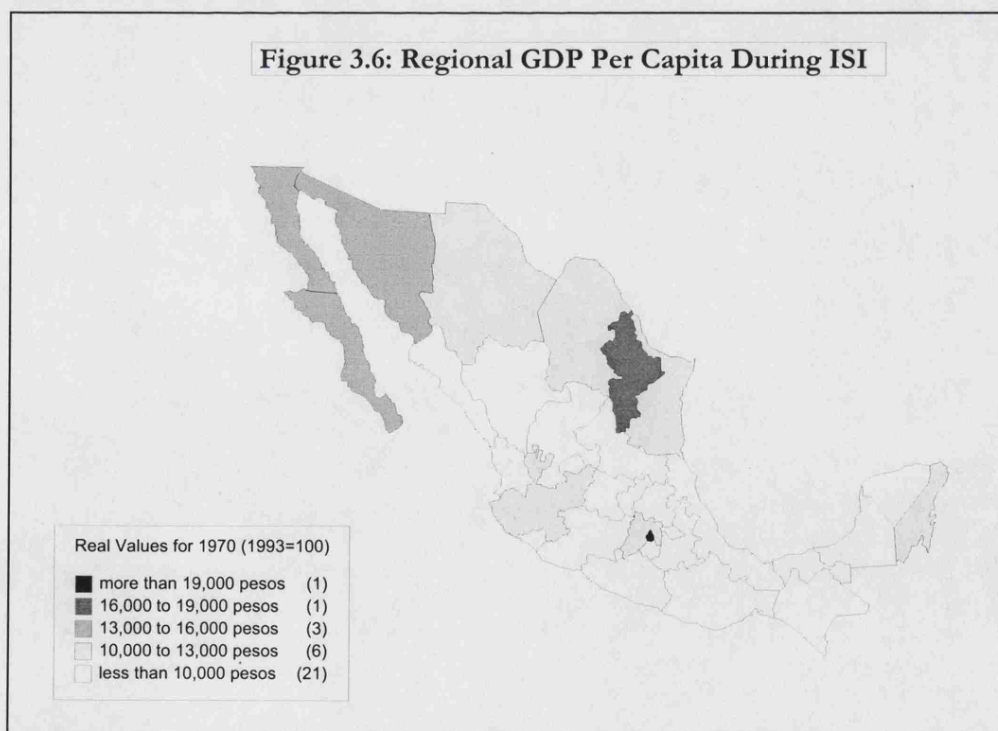 Figure 3.6: Regional GDP Per Capita During ISI
Real Values for 1970 (1993=100)
more than 19,000 pesos (1)
16,000 to 19,000 pesos (1)
13,000 to 16,000 pesos (3)
10,000 to 13,000 pesos (6)
less than 10,000 pesos (21)